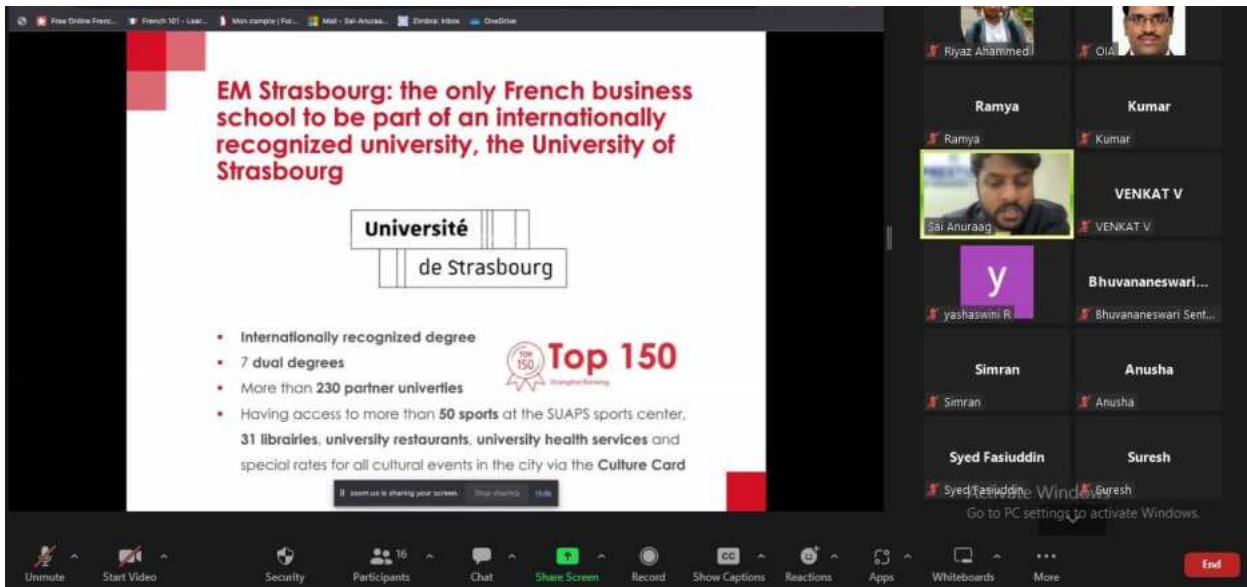 Free Online Frenc...
French 101 - Lear...
Mon compte | For...
Mail - Sai-Anuraa...
Zimbra: Inbox
OneDrive
EM Strasbourg: the only French business
school to be part of an internationally
recognized university, the University of
Strasbourg
Université
de Strasbourg
Internationally recognized degree
7 dual degrees
More than 230 partner univerties
Having access to more than 50 sports at the SUAPS sports center,
31 librairies, university restaurants, university health services and
special rates for all cultural events in the city via the Culture Card
TOP
150
Top 150
Shanghai Ranking
zoom.us is sharing your screen.
Stop sharing
Hide
Riyaz Ahammed
OIA
Ramya
Ramya
Kumar
Kumar
Sai Anuraag
VENKAT V
VENKAT V
y
yashaswini R
Bhuvananeswari...
Bhuvananeswari Sent...
Simran
Simran
Anusha
Anusha
Syed Fasiuddin
Syed Fasiuddin
Suresh
Suresh
Activate Windows
Go to PC settings to activate Windows.
Unmute
Start Video
Security
16
Participants
Chat
Share Screen
Record
CC
Show Captions
Reactions
Apps
Whiteboards
More
End